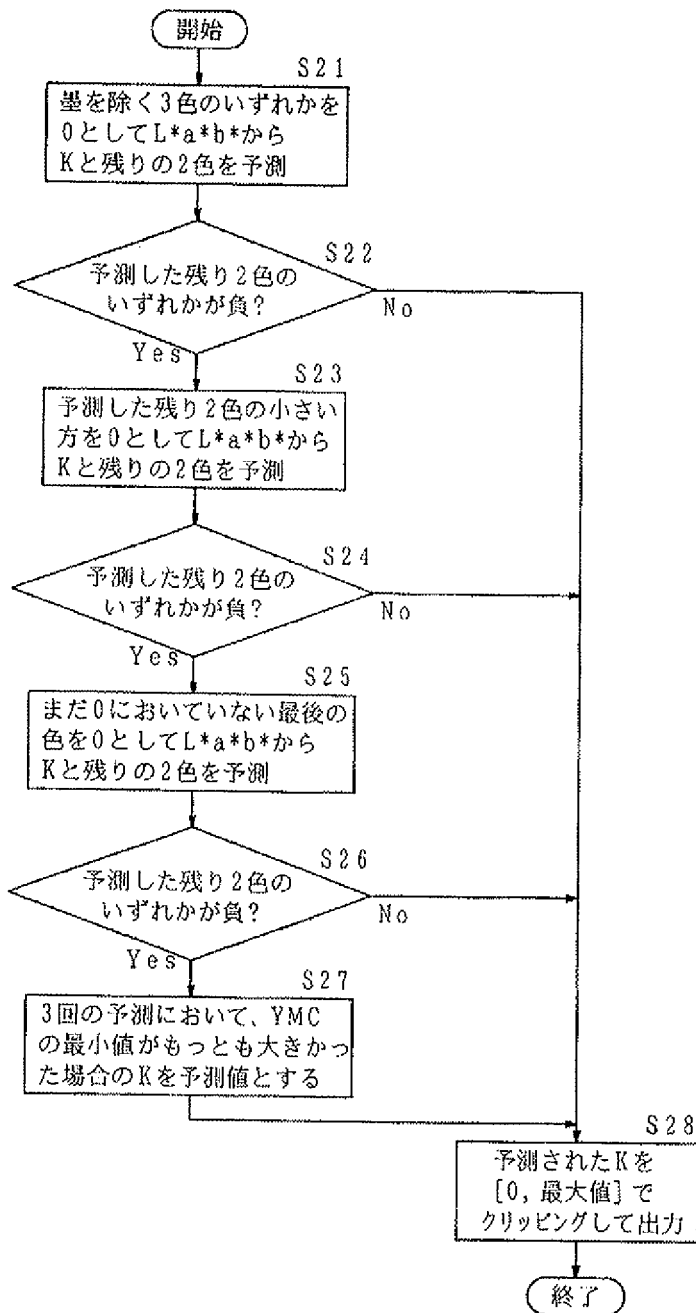 開始
S21
墨を除く3色のいずれかを
0としてL*a*b*から
Kと残りの2色を予測
S22
予測した残り2色の
いずれかが負?
No
Yes
S23
予測した残り2色の小さい
方を0としてL*a*b*から
Kと残りの2色を予測
S24
予測した残り2色の
いずれかが負?
No
Yes
S25
まだ0においていない最後の
色を0としてL*a*b*から
Kと残りの2色を予測
S26
予測した残り2色の
いずれかが負?
No
Yes
S27
3回の予測において、YMC
の最小値がもっとも大きかっ
た場合のKを予測値とする
S28
予測されたKを
[0, 最大値]で
クリッピングして出力
終了